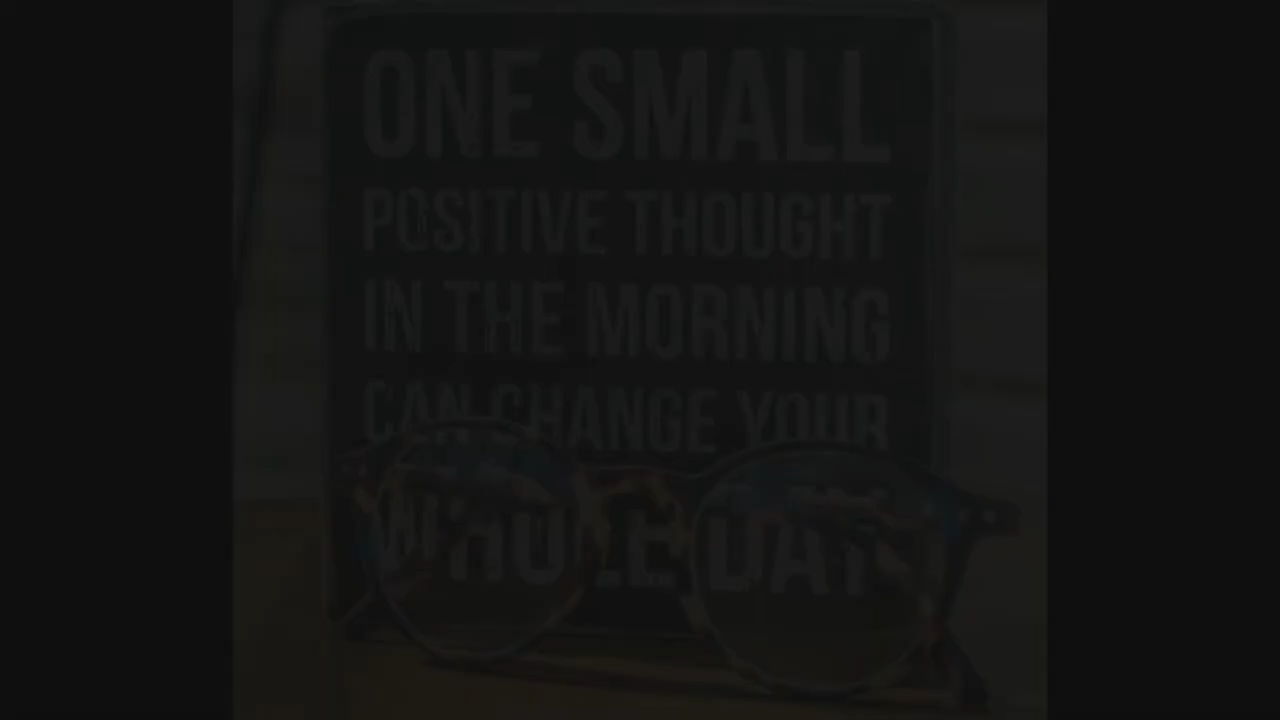 ONE SMALL
POSITIVE THOUGHT
IN THE MORNING
CAN CHANGE YOUR
WHOLE DAY